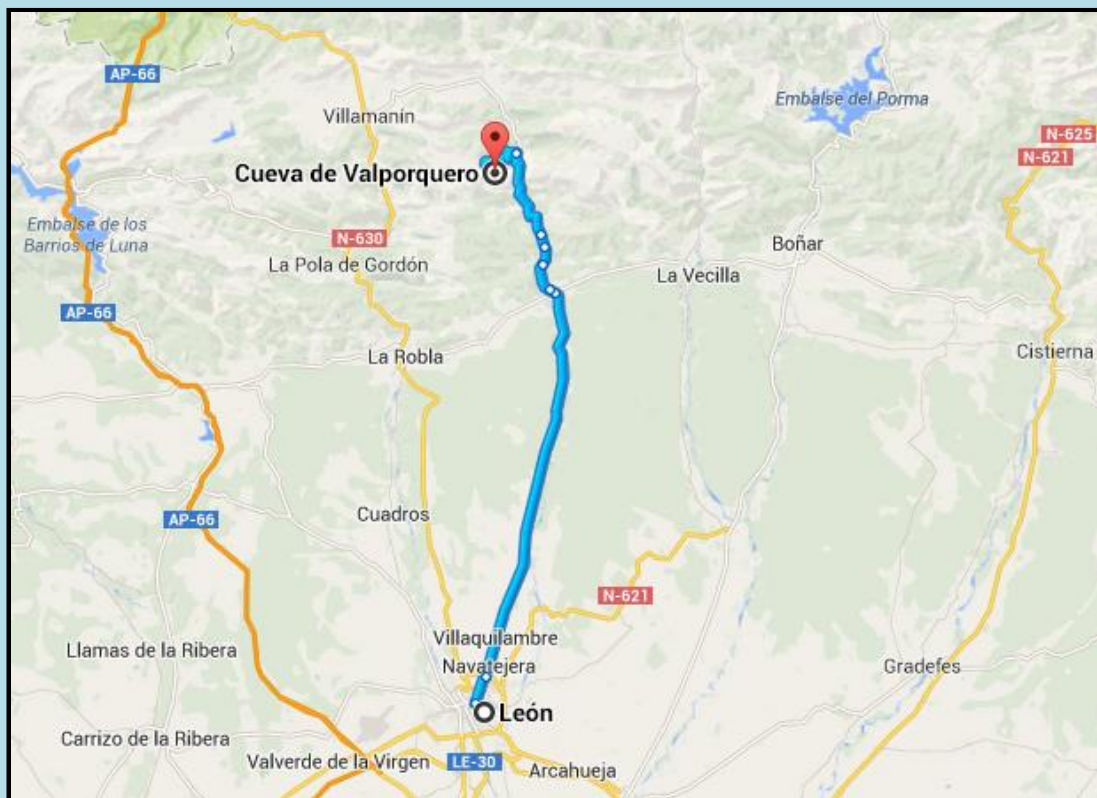 AP-66
Villamanín
Embalse del Porma
N-625
N-621
Cueva de Valporquero
Embalse de los
Barrios de Luna
N-630
Boñar
La Pola de Gordón
La Vecilla
AP-66
La Robla
Cistierna
Cuadros
AP-66
N-621
Villaquilambre
Llamas de la Ribera
Navatejera
Gradefes
León
Carrizo de la Ribera
Valverde de la Virgen
LE-30
Arcahueja